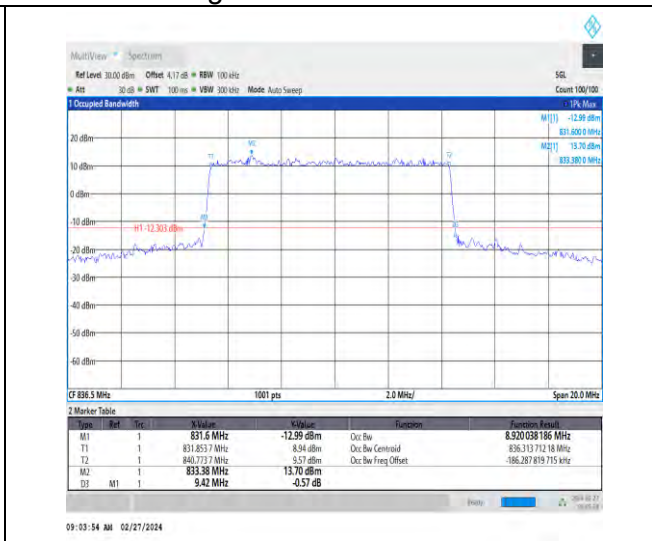 MultiView Spectrum
Ref Level 30.00 dBm Offset 4.17 dB RBW 100 kHz SGL
Att 30 dB SWT 100 ms VBW 300 kHz Mode Auto Sweep Count 100/100
1 Occupied Bandwidth 1Pk Max
M1[1] -12.99 dBm
831.600 0 MHz
20 dBm M2[1] 13.70 dBm
833.380 0 MHz
M2
T1 T2
10 dBm
0 dBm
-10 dBm
H1 -12.303 dBm
-20 dBm
-30 dBm
-40 dBm
-50 dBm
-60 dBm
CF 836.5 MHz 1001 pts 2.0 MHz/ Span 20.0 MHz
2 Marker Table
Type Ref Trc X-Value Y-Value Function Function Result
M1 1 831.6 MHz -12.99 dBm Occ Bw 8.920 038 186 MHz
T1 1 831.853 7 MHz 8.94 dBm Occ Bw Centroid 836.313 712 18 MHz
T2 1 840.773 7 MHz 9.57 dBm Occ Bw Freq Offset -186.287 819 715 kHz
M2 1 833.38 MHz 13.70 dBm
D3 M1 1 9.42 MHz -0.57 dB
09:03:54 AM 02/27/2024